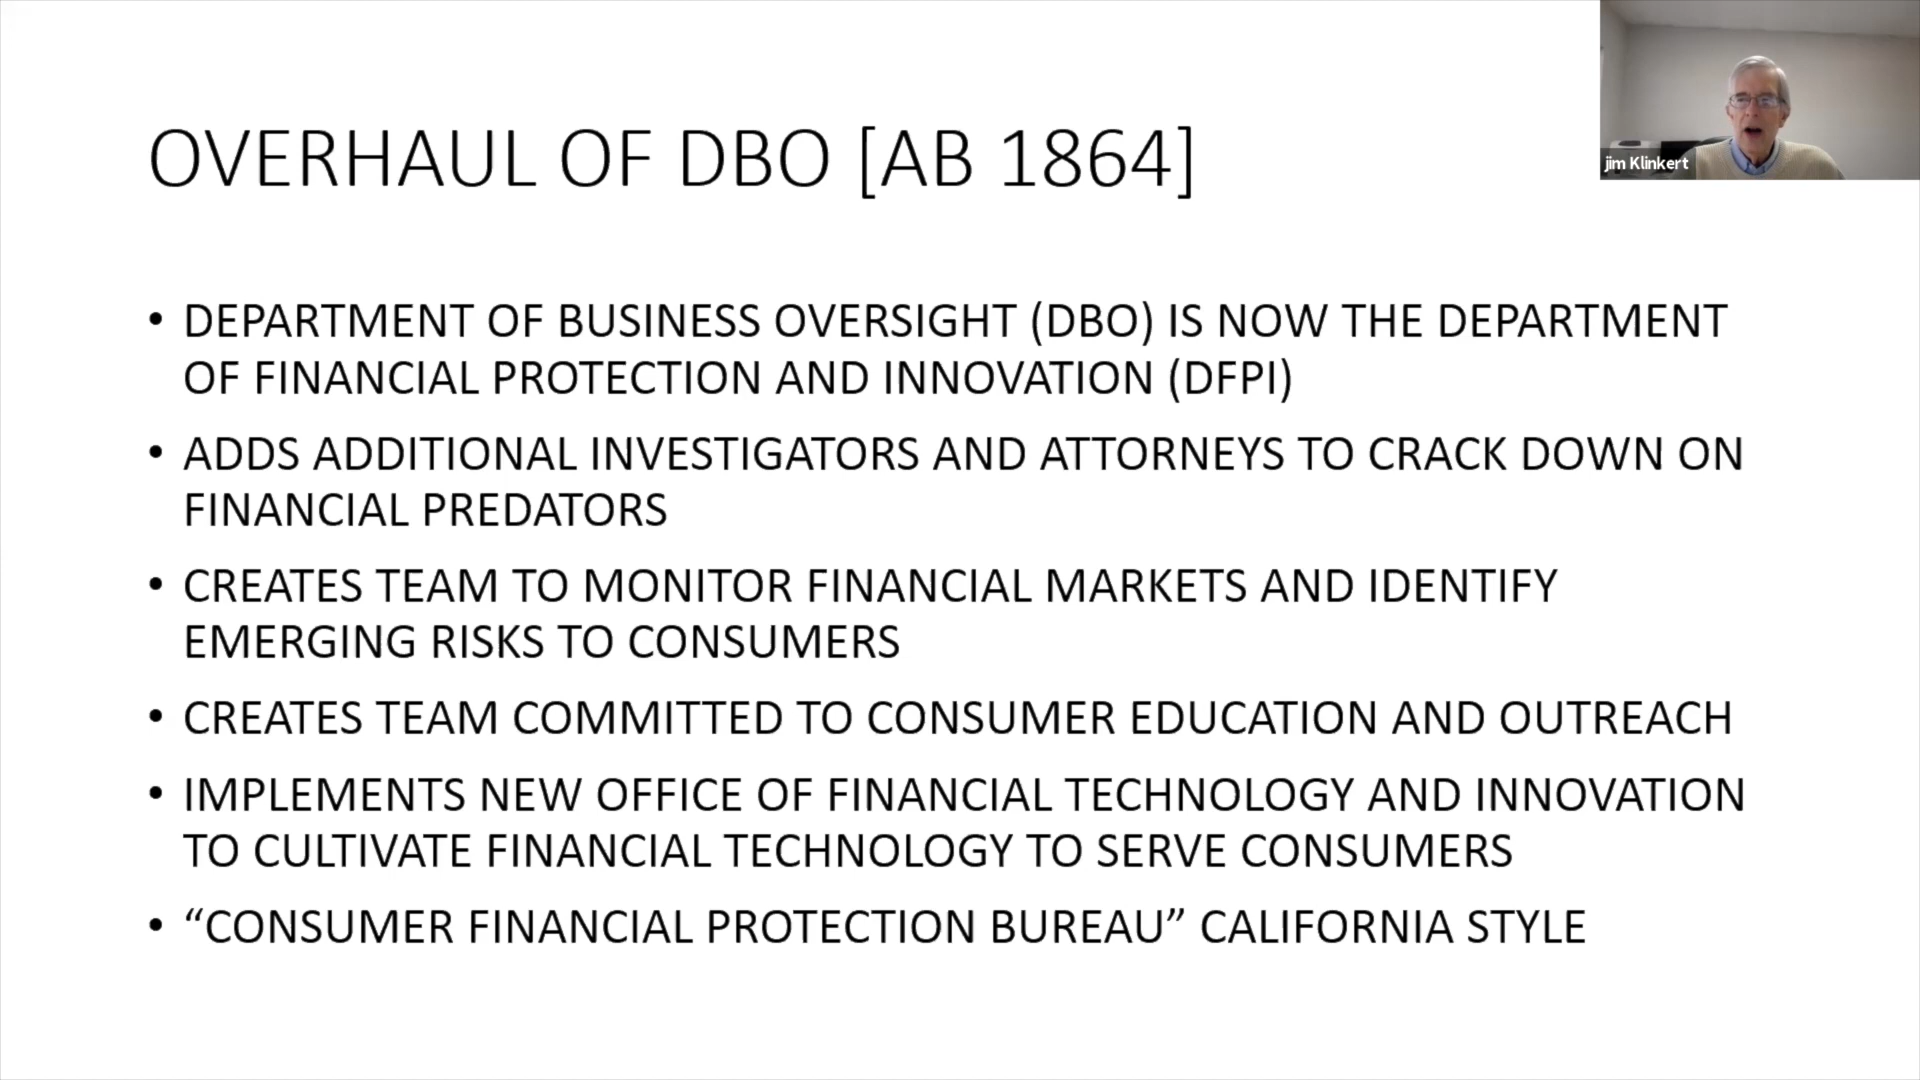 OVERHAUL OF DBO [AB 1864]
jim Klinkert
• DEPARTMENT OF BUSINESS OVERSIGHT (DBO) IS NOW THE DEPARTMENT
OF FINANCIAL PROTECTION AND INNOVATION (DFPI)
• ADDS ADDITIONAL INVESTIGATORS AND ATTORNEYS TO CRACK DOWN ON
FINANCIAL PREDATORS
• CREATES TEAM TO MONITOR FINANCIAL MARKETS AND IDENTIFY
EMERGING RISKS TO CONSUMERS
• CREATES TEAM COMMITTED TO CONSUMER EDUCATION AND OUTREACH
• IMPLEMENTS NEW OFFICE OF FINANCIAL TECHNOLOGY AND INNOVATION
TO CULTIVATE FINANCIAL TECHNOLOGY TO SERVE CONSUMERS
• “CONSUMER FINANCIAL PROTECTION BUREAU” CALIFORNIA STYLE